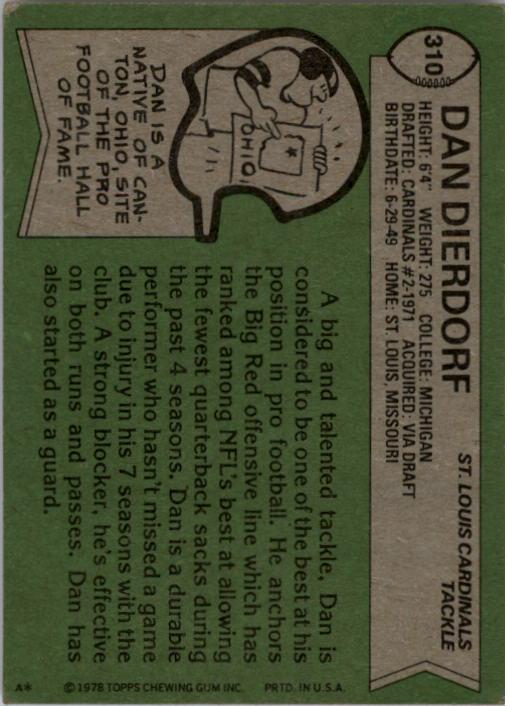 310
DAN DIERDORF
ST. LOUIS CARDINALS
TACKLE
HEIGHT: 6'4" WEIGHT: 275 COLLEGE: MICHIGAN
DRAFTED: CARDINALS #2-1971 ACQUIRED: VIA DRAFT
BIRTHDATE: 6-29-49 HOME: ST. LOUIS, MISSOURI
OHIO
DAN IS A
NATIVE OF CAN-
TON, OHIO, SITE
OF THE PRO
FOOTBALL HALL
OF FAME.
A big and talented tackle, Dan is
considered to be one of the best at his
position in pro football. He anchors
the Big Red offensive line which has
ranked among NFL's best at allowing
the fewest quarterback sacks during
the past 4 seasons. Dan is a durable
performer who hasn't missed a game
due to injury in his 7 seasons with the
club. A strong blocker, he's effective
on both runs and passes. Dan has
also started as a guard.
A* © 1978 TOPPS CHEWING GUM INC. PRTD. IN U.S.A.